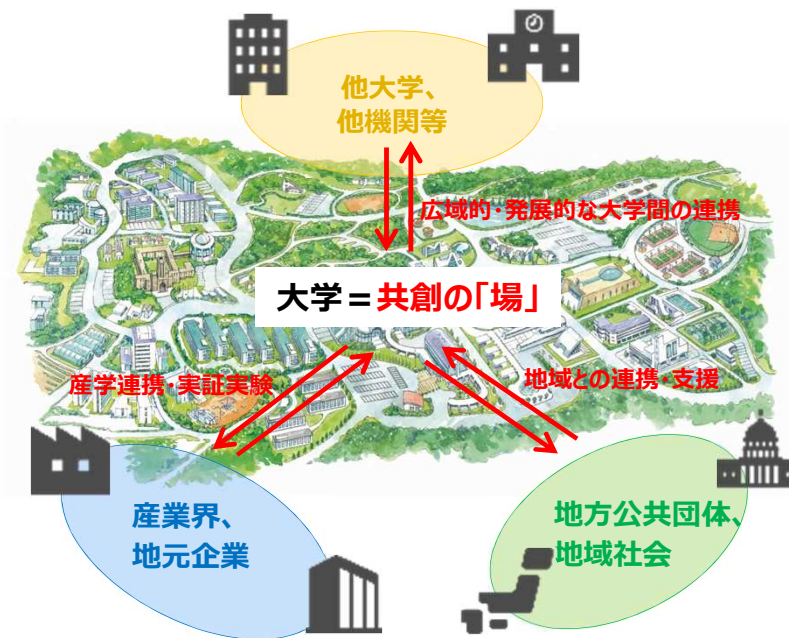 他大学、
他機関等
広域的・発展的な大学間の連携
大学＝共創の「場」
産学連携・実証実験
地域との連携・支援
産業界、
地元企業
地方公共団体、
地域社会